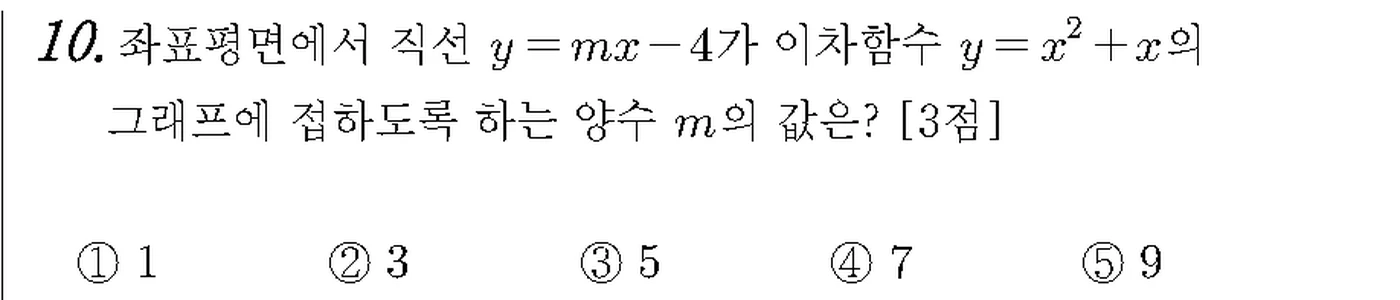 10. 좌표평면에서 직선 y=mx-4가 이차함수 y=x²+x의
그래프에 접하도록 하는 양수 m의 값은? [3점]
① 1 ② 3 ③ 5 ④ 7 ⑤ 9